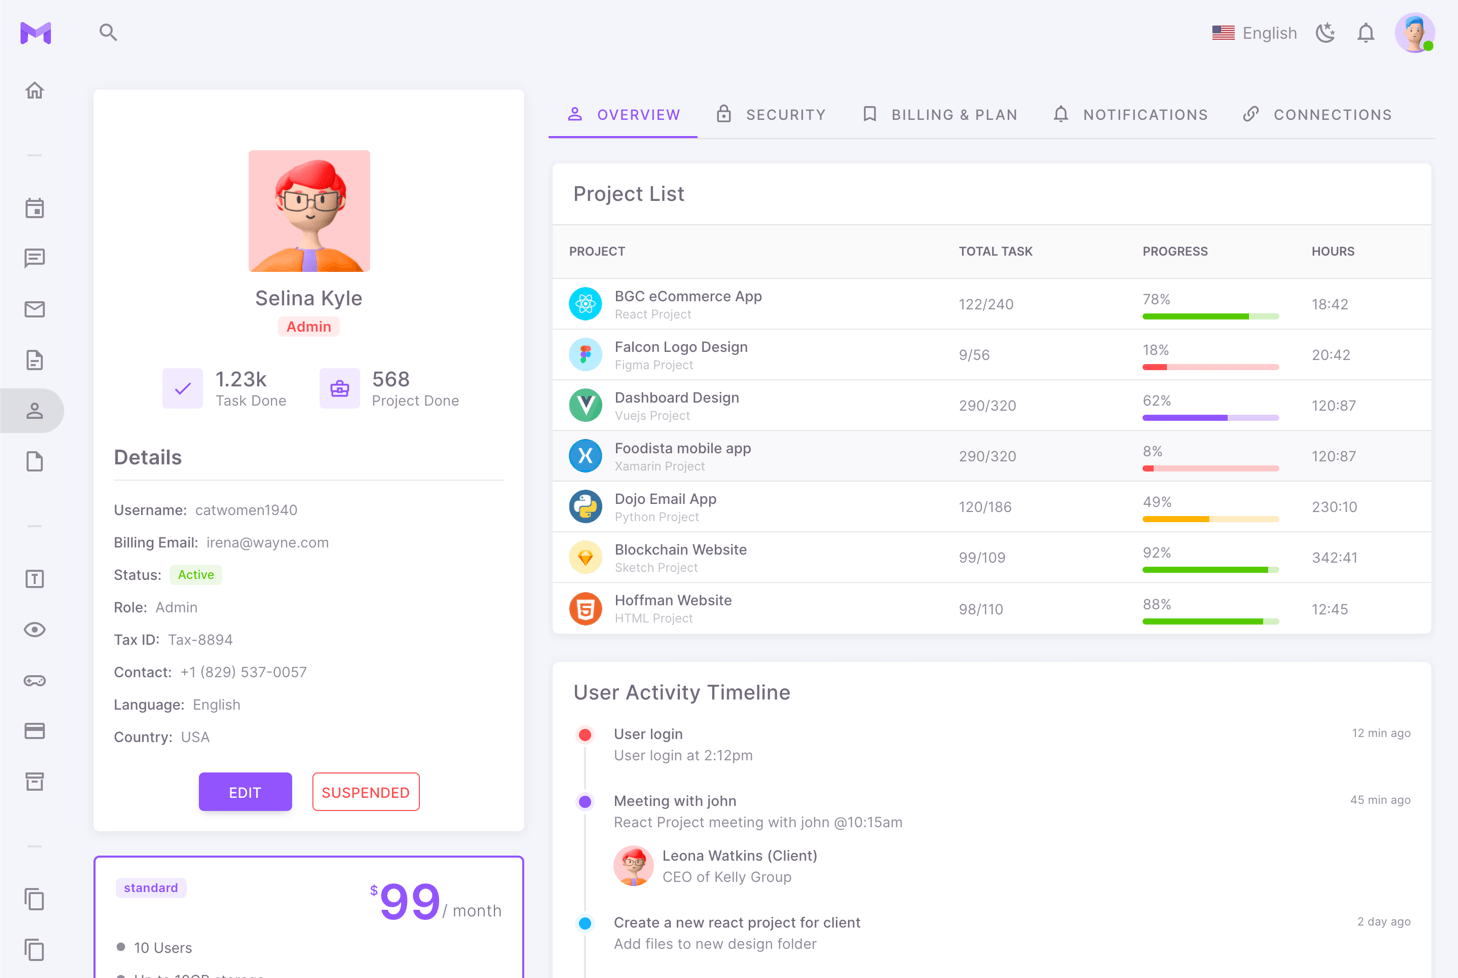 English
OVERVIEW
SECURITY
BILLING & PLAN
NOTIFICATIONS
CONNECTIONS
Selina Kyle
Admin
1.23k
Task Done
568
Project Done
Details
Username: catwomen1940
Billing Email: irena@wayne.com
Status: Active
Role: Admin
Tax ID: Tax-8894
Contact: +1 (829) 537-0057
Language: English
Country: USA
EDIT
SUSPENDED
standard
$99/ month
10 Users
Project List
PROJECT TOTAL TASK PROGRESS HOURS
BGC eCommerce App
React Project
122/240
78%
18:42
Falcon Logo Design
Figma Project
9/56
18%
20:42
Dashboard Design
Vuejs Project
290/320
62%
120:87
Foodista mobile app
Xamarin Project
290/320
8%
120:87
Dojo Email App
Python Project
120/186
49%
230:10
Blockchain Website
Sketch Project
99/109
92%
342:41
Hoffman Website
HTML Project
98/110
88%
12:45
User Activity Timeline
User login
12 min ago
User login at 2:12pm
Meeting with john
45 min ago
React Project meeting with john @10:15am
Leona Watkins (Client)
CEO of Kelly Group
Create a new react project for client
2 day ago
Add files to new design folder